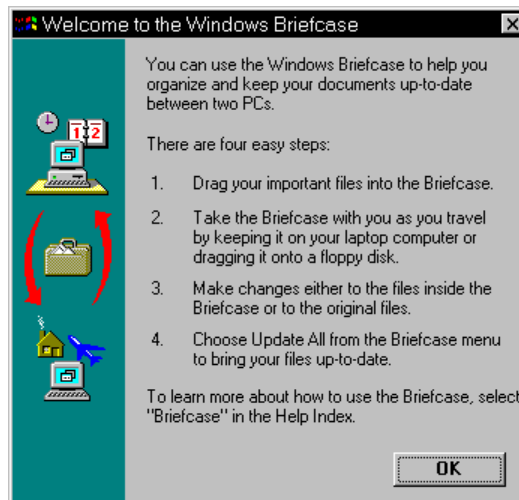 Welcome to the Windows Briefcase
You can use the Windows Briefcase to help you
organize and keep your documents up-to-date
between two PCs.
There are four easy steps:
1. Drag your important files into the Briefcase.
2. Take the Briefcase with you as you travel
by keeping it on your laptop computer or
dragging it onto a floppy disk.
3. Make changes either to the files inside the
Briefcase or to the original files.
4. Choose Update All from the Briefcase menu
to bring your files up-to-date.
To learn more about how to use the Briefcase, select
"Briefcase" in the Help Index.
OK
12